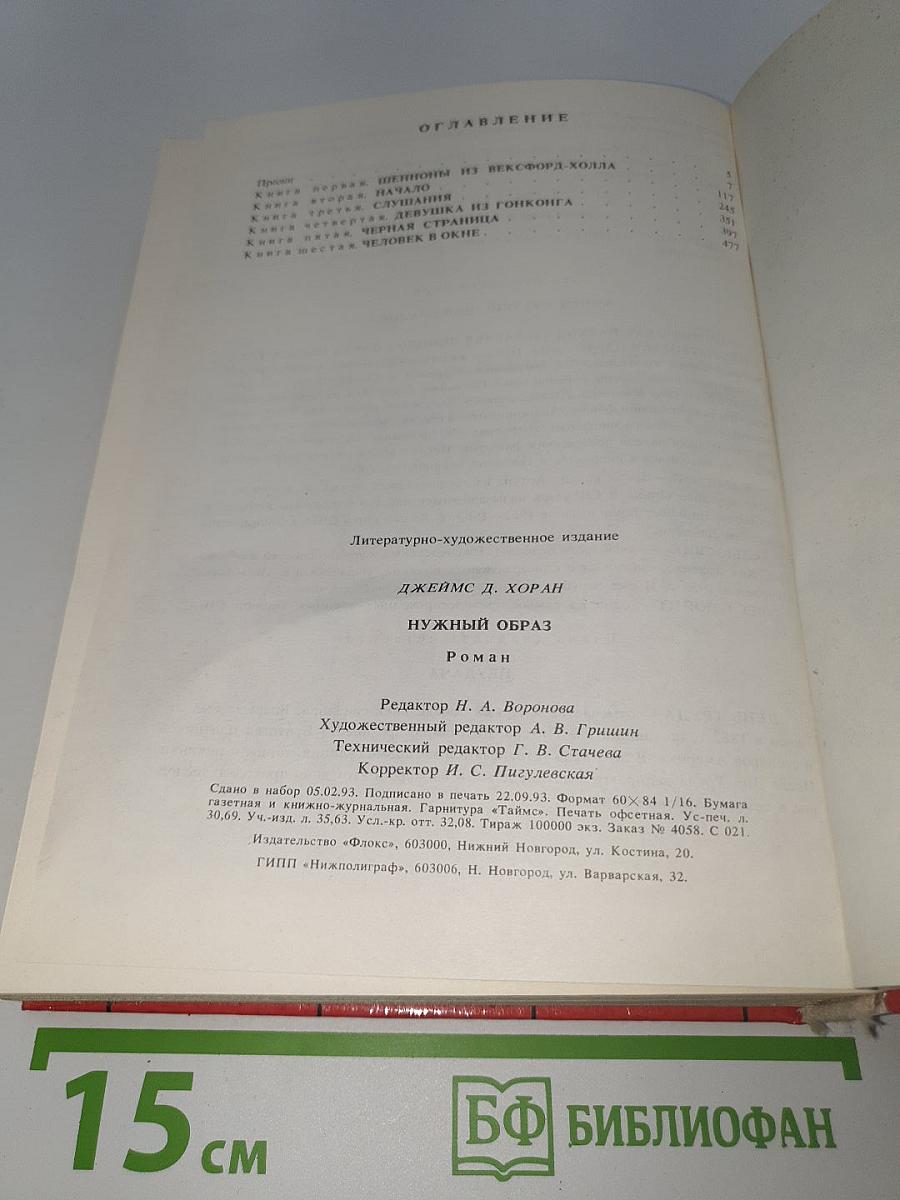 ОГЛАВЛЕНИЕ
Пролог . . . . . . . . . . . . . . 5
Книга первая. ШЕННОНЫ ИЗ ВЕКСФОРД-ХОЛЛА . . . 7
Книга вторая. НАЧАЛО . . . . . . . . . . 117
Книга третья. СЛУШАНИЯ . . . . . . . . . 245
Книга четвертая. ДЕВУШКА ИЗ ГОНКОНГА . . . . . 351
Книга пятая. ЧЕРНАЯ СТРАНИЦА . . . . . . . 397
Книга шестая. ЧЕЛОВЕК В ОКНЕ . . . . . . . 477
Литературно-художественное издание
ДЖЕЙМС Д. ХОРАН
НУЖНЫЙ ОБРАЗ
Роман
Редактор Н. А. Воронова
Художественный редактор А. В. Гришин
Технический редактор Г. В. Стачева
Корректор И. С. Пигулевская
Сдано в набор 05.02.93. Подписано в печать 22.09.93. Формат 60×84 1/16. Бумага
газетная и книжно-журнальная. Гарнитура «Таймс». Печать офсетная. Ус-печ. л.
30,69. Уч.-изд. л. 35,63. Усл.-кр. отт. 32,08. Тираж 100000 экз. Заказ № 4058. С 021.
Издательство «Флокс», 603000, Нижний Новгород, ул. Костина, 20.
ГИПП «Нижполиграф», 603006, Н. Новгород, ул. Варварская, 32.
15 см
БФ БИБЛИОФАН